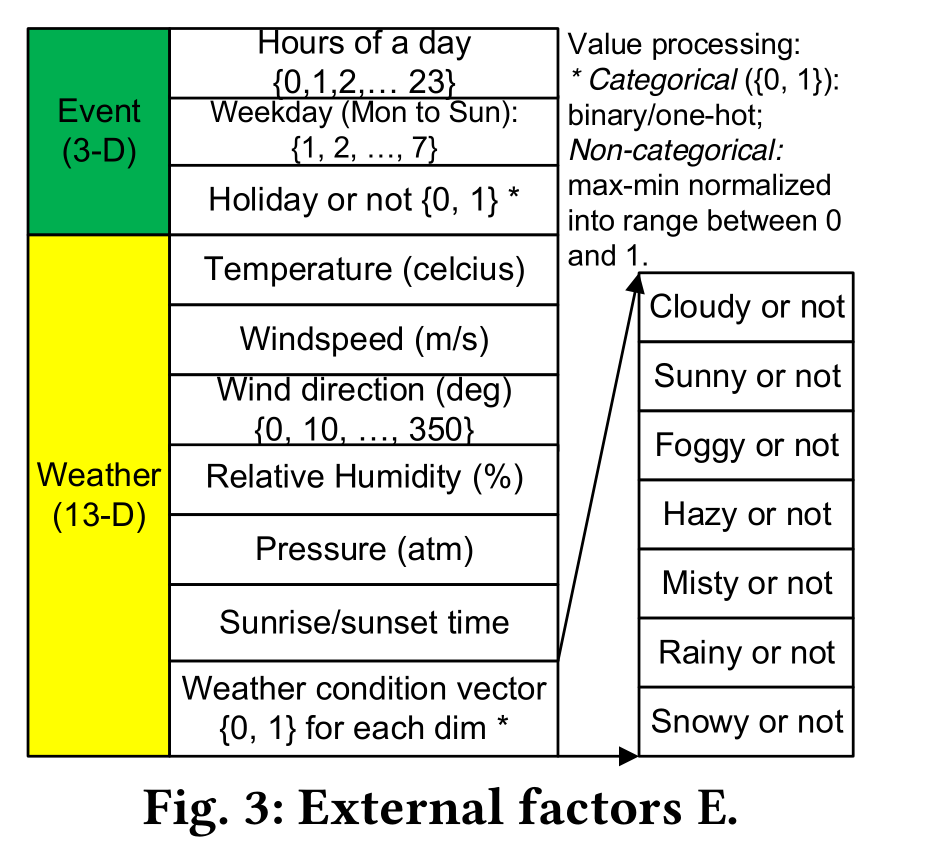 Event
(3-D)
Hours of a day
{0,1,2,… 23}
Weekday (Mon to Sun):
{1, 2, …, 7}
Holiday or not {0, 1} *
Value processing:
* Categorical ({0, 1}):
binary/one-hot;
Non-categorical:
max-min normalized
into range between 0
and 1.
Weather
(13-D)
Temperature (celcius)
Windspeed (m/s)
Wind direction (deg)
{0, 10, …, 350}
Relative Humidity (%)
Pressure (atm)
Sunrise/sunset time
Weather condition vector
{0, 1} for each dim *
Cloudy or not
Sunny or not
Foggy or not
Hazy or not
Misty or not
Rainy or not
Snowy or not
Fig. 3: External factors E.